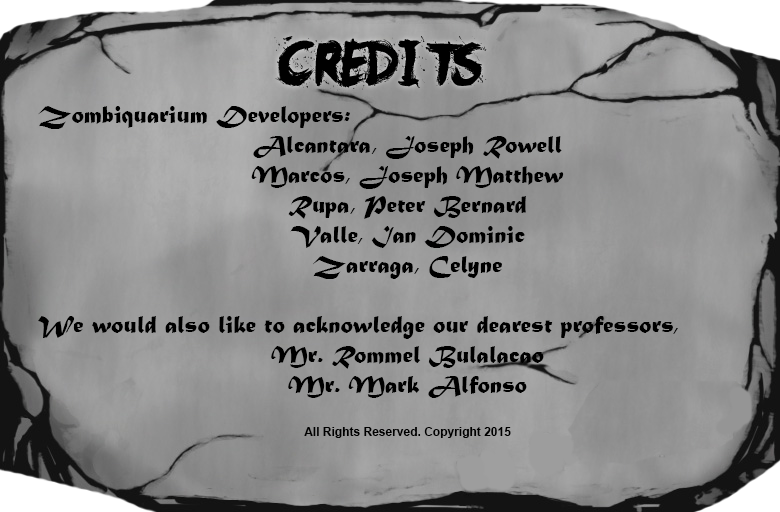 CREDITS
Zombiquarium Developers:
Alcantara, Joseph Rowell
Marcos, Joseph Matthew
Rupa, Peter Bernard
Valle, Ian Dominic
Zarraga, Celyne
We would also like to acknowledge our dearest professors,
Mr. Rommel Bulalacao
Mr. Mark Alfonso
All Rights Reserved. Copyright 2015